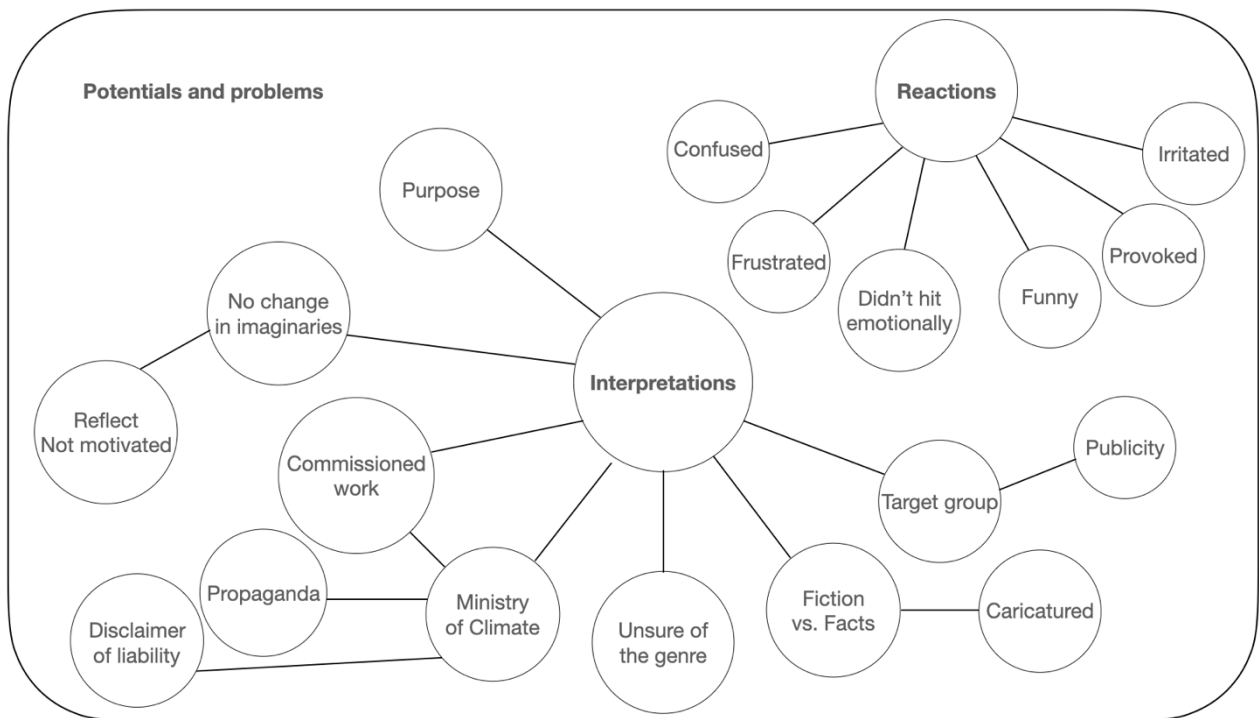 Potentials and problems
Reactions
Confused
Irritated
Purpose
Frustrated
Didn’t hit
emotionally
Funny
Provoked
No change
in imaginaries
Interpretations
Reflect
Not motivated
Commissioned
work
Publicity
Target group
Propaganda
Ministry
of Climate
Fiction
vs. Facts
Caricatured
Disclaimer
of liability
Unsure of
the genre